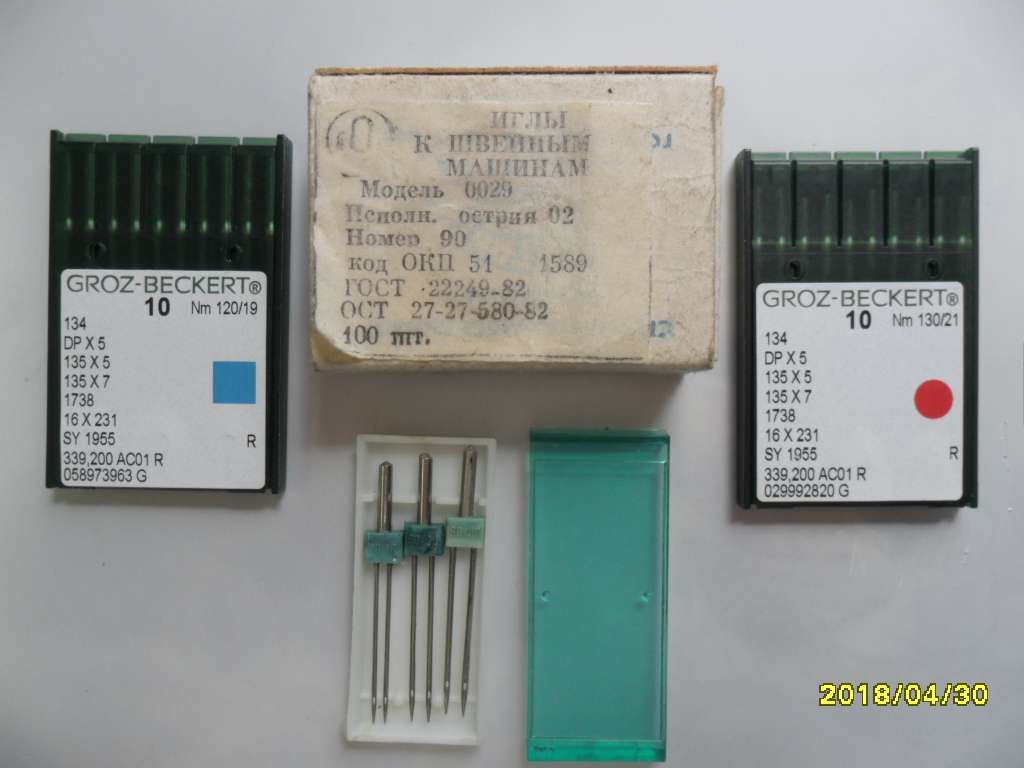 GROZ-BECKERT®
10 Nm 120/19
134
DP X 5
135 X 5
135 X 7
1738
16 X 231
SY 1955 R
339,200 AC01 R
058973963 G
ИГЛЫ
К ШВЕЙНЫМ
МАШИНАМ
Модель 0029
Исполн. острия 02
Номер 90
код ОКП 51 1589
ГОСТ 22249-82
ОСТ 27-27-580-82
100 шт.
GROZ-BECKERT®
10 Nm 130/21
134
DP X 5
135 X 5
135 X 7
1738
16 X 231
SY 1955 R
339,200 AC01 R
029992820 G
2018/04/30